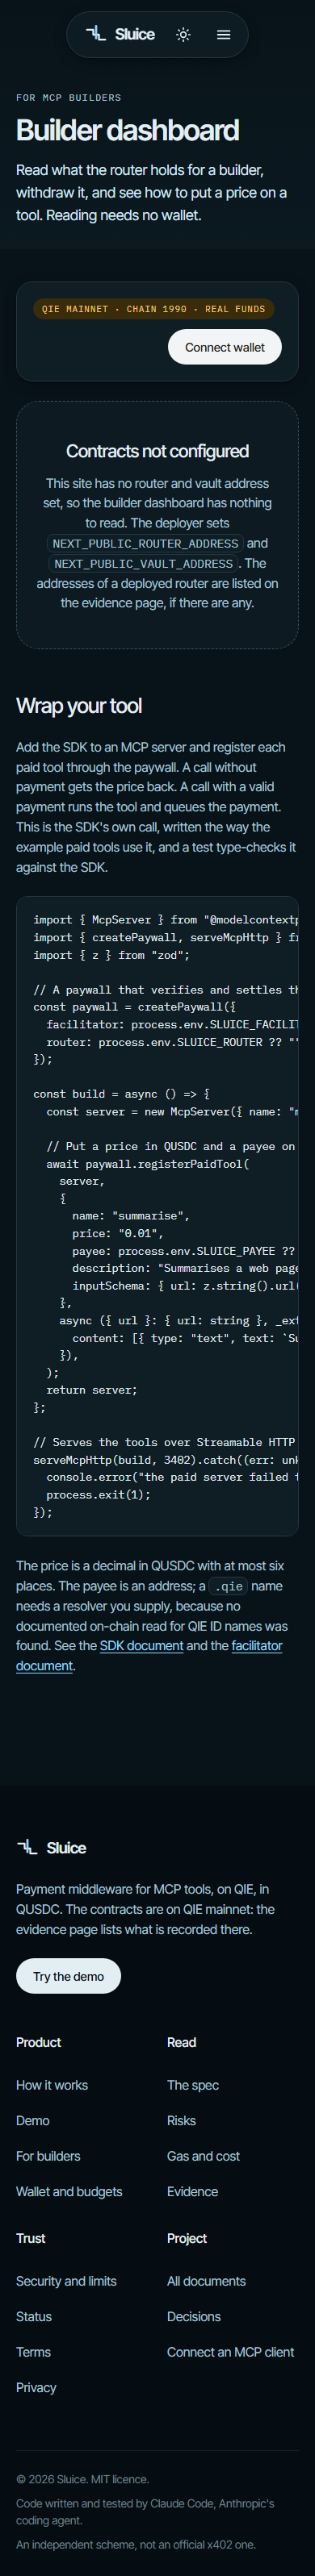 Sluice
FOR MCP BUILDERS
Builder dashboard
Read what the router holds for a builder,
withdraw it, and see how to put a price on a
tool. Reading needs no wallet.
QIE MAINNET · CHAIN 1990 · REAL FUNDS
Connect wallet
Contracts not configured
This site has no router and vault address
set, so the builder dashboard has nothing
to read. The deployer sets
NEXT_PUBLIC_ROUTER_ADDRESS and
NEXT_PUBLIC_VAULT_ADDRESS. The
addresses of a deployed router are listed on
the evidence page, if there are any.
Wrap your tool
Add the SDK to an MCP server and register each
paid tool through the paywall. A call without
payment gets the price back. A call with a valid
payment runs the tool and queues the payment.
This is the SDK's own call, written the way the
example paid tools use it, and a test type-checks it
against the SDK.
import { McpServer } from "@modelcontextp
import { createPaywall, serveMcpHttp } fr
import { z } from "zod";
// A paywall that verifies and settles th
const paywall = createPaywall({
facilitator: process.env.SLUICE_FACILIT
router: process.env.SLUICE_ROUTER ?? ""
});
const build = async () => {
const server = new McpServer({ name: "m
// Put a price in QUSDC and a payee on
await paywall.registerPaidTool(
server,
{
name: "summarise",
price: "0.01",
payee: process.env.SLUICE_PAYEE ??
description: "Summarises a web page
inputSchema: { url: z.string().url(
},
async ({ url }: { url: string }, _ext
content: [{ type: "text", text: `Su
}),
);
return server;
};
// Serves the tools over Streamable HTTP
serveMcpHttp(build, 3402).catch((err: unk
console.error("the paid server failed t
process.exit(1);
});
The price is a decimal in QUSDC with at most six
places. The payee is an address; a .qie name
needs a resolver you supply, because no
documented on-chain read for QIE ID names was
found. See the SDK document and the facilitator
document.
Sluice
Payment middleware for MCP tools, on QIE, in
QUSDC. The contracts are on QIE mainnet: the
evidence page lists what is recorded there.
Try the demo
Product
How it works
Demo
For builders
Wallet and budgets
Read
The spec
Risks
Gas and cost
Evidence
Trust
Security and limits
Status
Terms
Privacy
Project
All documents
Decisions
Connect an MCP client
© 2026 Sluice. MIT licence.
Code written and tested by Claude Code, Anthropic's
coding agent.
An independent scheme, not an official x402 one.